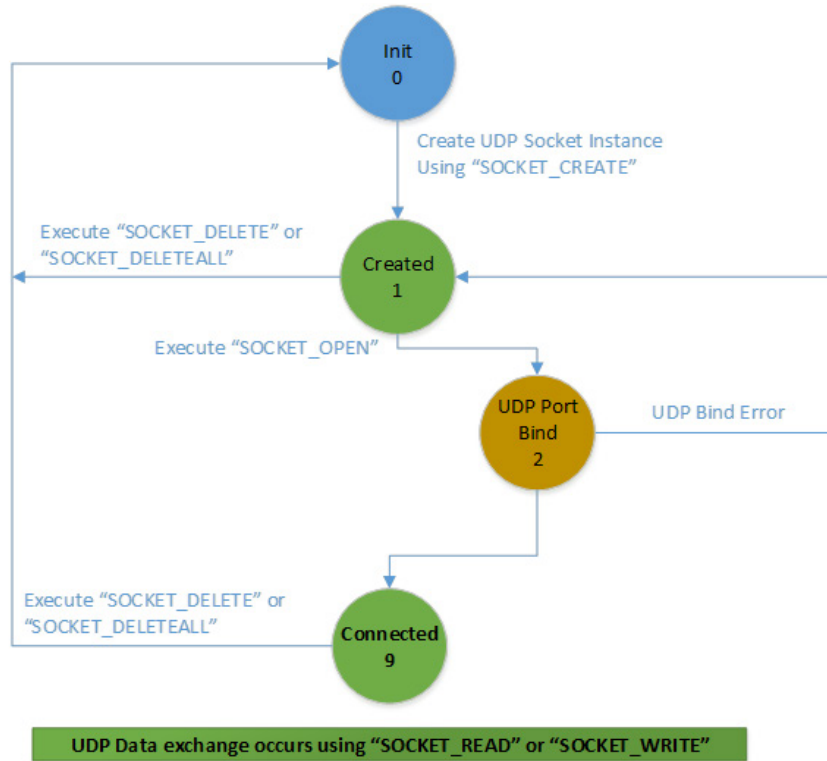 Init
0
Create UDP Socket Instance
Using “SOCKET_CREATE”
Execute “SOCKET_DELETE” or
“SOCKET_DELETEALL”
Created
1
Execute “SOCKET_OPEN”
UDP Port
Bind
2
UDP Bind Error
Execute “SOCKET_DELETE” or
“SOCKET_DELETEALL”
Connected
9
UDP Data exchange occurs using “SOCKET_READ” or “SOCKET_WRITE”